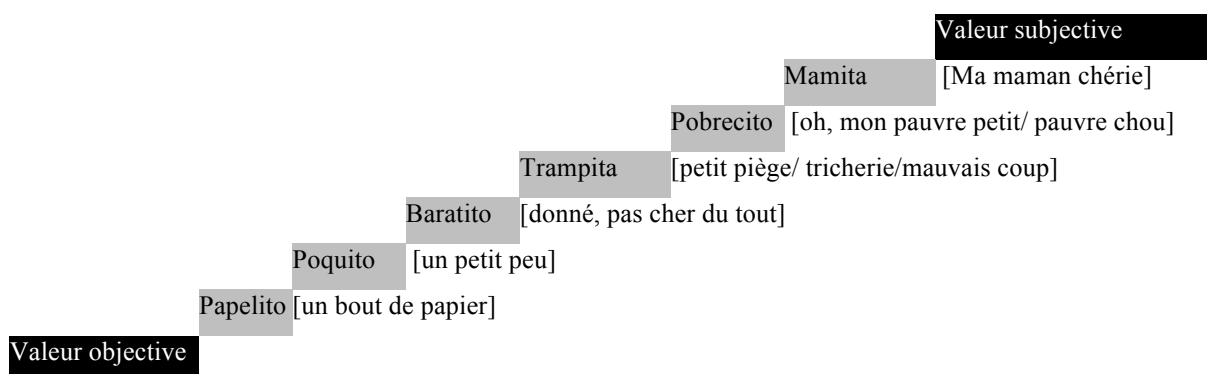 Valeur subjective
Mamita [Ma maman chérie]
Pobrecito [oh, mon pauvre petit/ pauvre chou]
Trampita [petit piège/ tricherie/mauvais coup]
Baratito [donné, pas cher du tout]
Poquito [un petit peu]
Papelito [un bout de papier]
Valeur objective